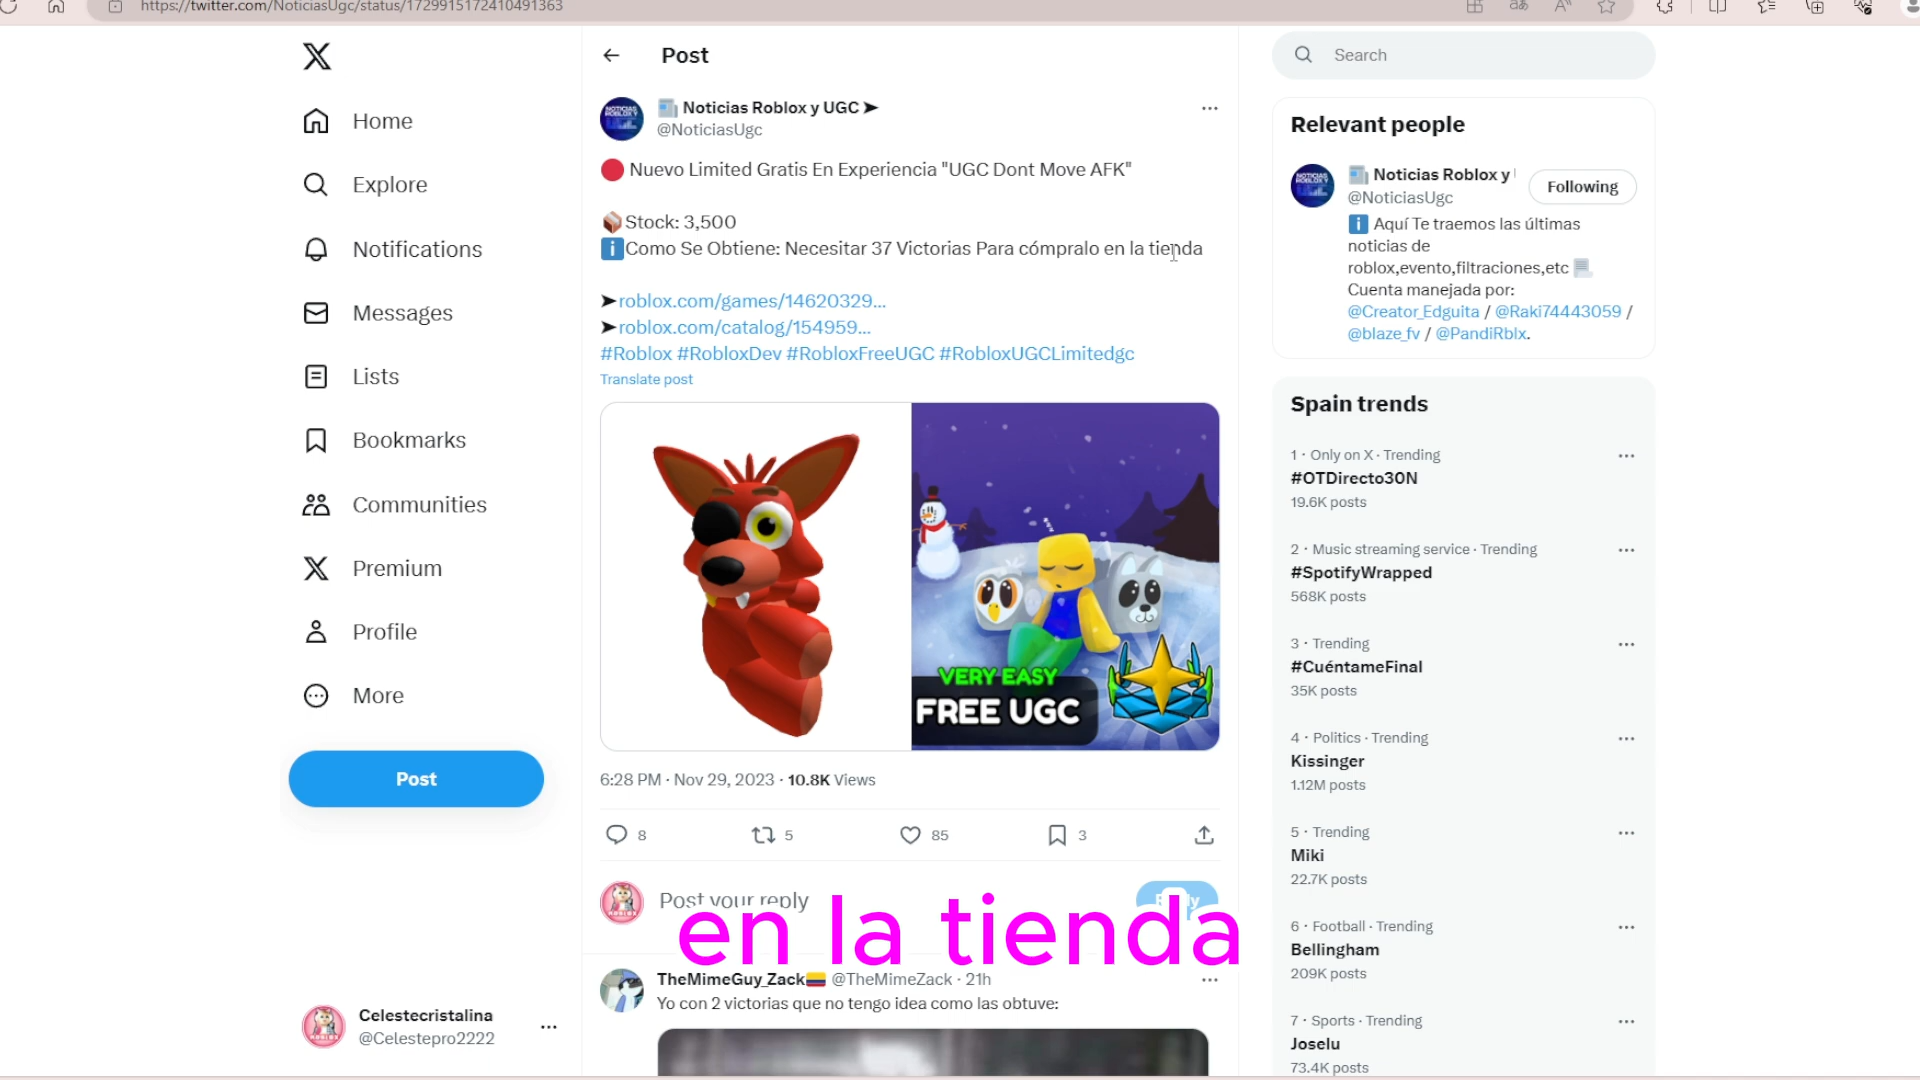 https://twitter.com/NoticiasUgc/status/1729915172410491363
Home
Explore
Notifications
Messages
Lists
Bookmarks
Communities
Premium
Profile
More
Post
Celestecristalina
@Celestepro2222
Post
Noticias Roblox y UGC ➤
@NoticiasUgc
Nuevo Limited Gratis En Experiencia "UGC Dont Move AFK"
Stock: 3,500
Como Se Obtiene: Necesitar 37 Victorias Para cómpralo en la tienda
➤roblox.com/games/14620329...
➤roblox.com/catalog/154959...
#Roblox #RobloxDev #RobloxFreeUGC #RobloxUGCLimitedgc
Translate post
VERY EASY
FREE UGC
6:28 PM · Nov 29, 2023 · 10.8K Views
8 5 85 3
Post your reply
en la tienda
TheMimeGuy_Zack @TheMimeZack · 21h
Yo con 2 victorias que no tengo idea como las obtuve:
Search
Relevant people
Noticias Roblox y
@NoticiasUgc
Following
Aquí Te traemos las últimas
noticias de
roblox,evento,filtraciones,etc
Cuenta manejada por:
@Creator_Edguita / @Raki74443059 /
@blaze_fv / @PandiRblx.
Spain trends
1 · Only on X · Trending
#OTDirecto30N
19.6K posts
2 · Music streaming service · Trending
#SpotifyWrapped
568K posts
3 · Trending
#CuéntameFinal
35K posts
4 · Politics · Trending
Kissinger
1.12M posts
5 · Trending
Miki
22.7K posts
6 · Football · Trending
Bellingham
209K posts
7 · Sports · Trending
Joselu
73.4K posts